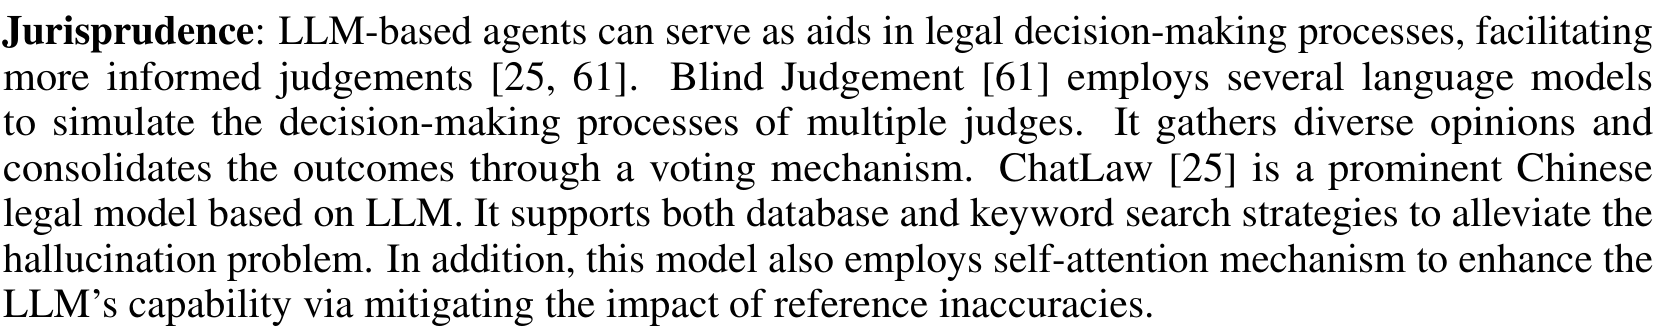 Jurisprudence: LLM-based agents can serve as aids in legal decision-making processes, facilitating
more informed judgements [25, 61]. Blind Judgement [61] employs several language models
to simulate the decision-making processes of multiple judges. It gathers diverse opinions and
consolidates the outcomes through a voting mechanism. ChatLaw [25] is a prominent Chinese
legal model based on LLM. It supports both database and keyword search strategies to alleviate the
hallucination problem. In addition, this model also employs self-attention mechanism to enhance the
LLM’s capability via mitigating the impact of reference inaccuracies.